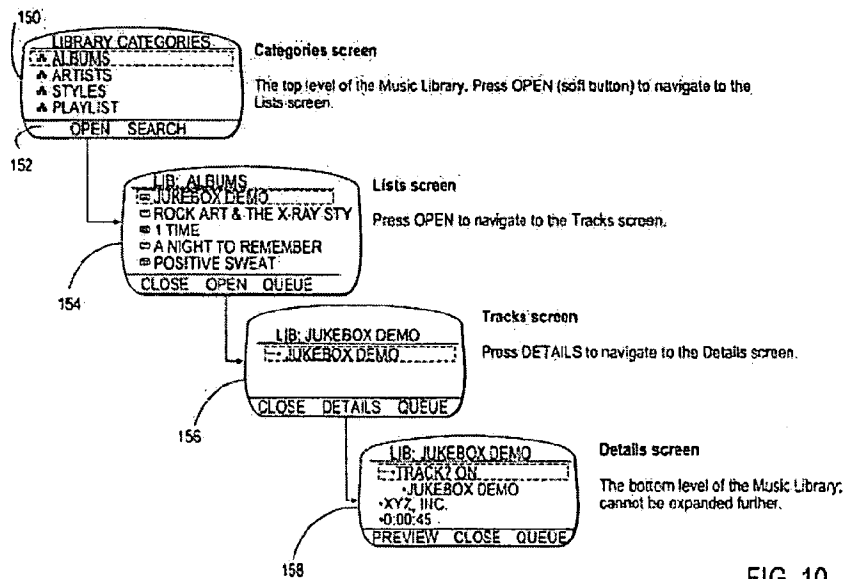 150
LIBRARY CATEGORIES
ALBUMS
ARTISTS
STYLES
PLAYLIST
OPEN SEARCH
152
Categories screen
The top level of the Music Library. Press OPEN (soft button) to navigate to the
Lists screen.
LIB: ALBUMS
JUKEBOX DEMO
ROCK ART & THE X-RAY STY
1 TIME
A NIGHT TO REMEMBER
POSITIVE SWEAT
CLOSE OPEN QUEUE
154
Lists screen
Press OPEN to navigate to the Tracks screen.
LIB: JUKEBOX DEMO
JUKEBOX DEMO
CLOSE DETAILS QUEUE
156
Tracks screen
Press DETAILS to navigate to the Details screen.
LIB: JUKEBOX DEMO
TRACK? ON
JUKEBOX DEMO
XYZ, INC.
0:00:45
PREVIEW CLOSE QUEUE
158
Details screen
The bottom level of the Music Library;
cannot be expanded further.
FIG. 10